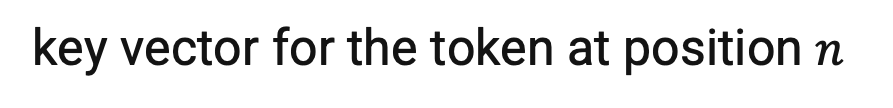 key vector for the token at position n